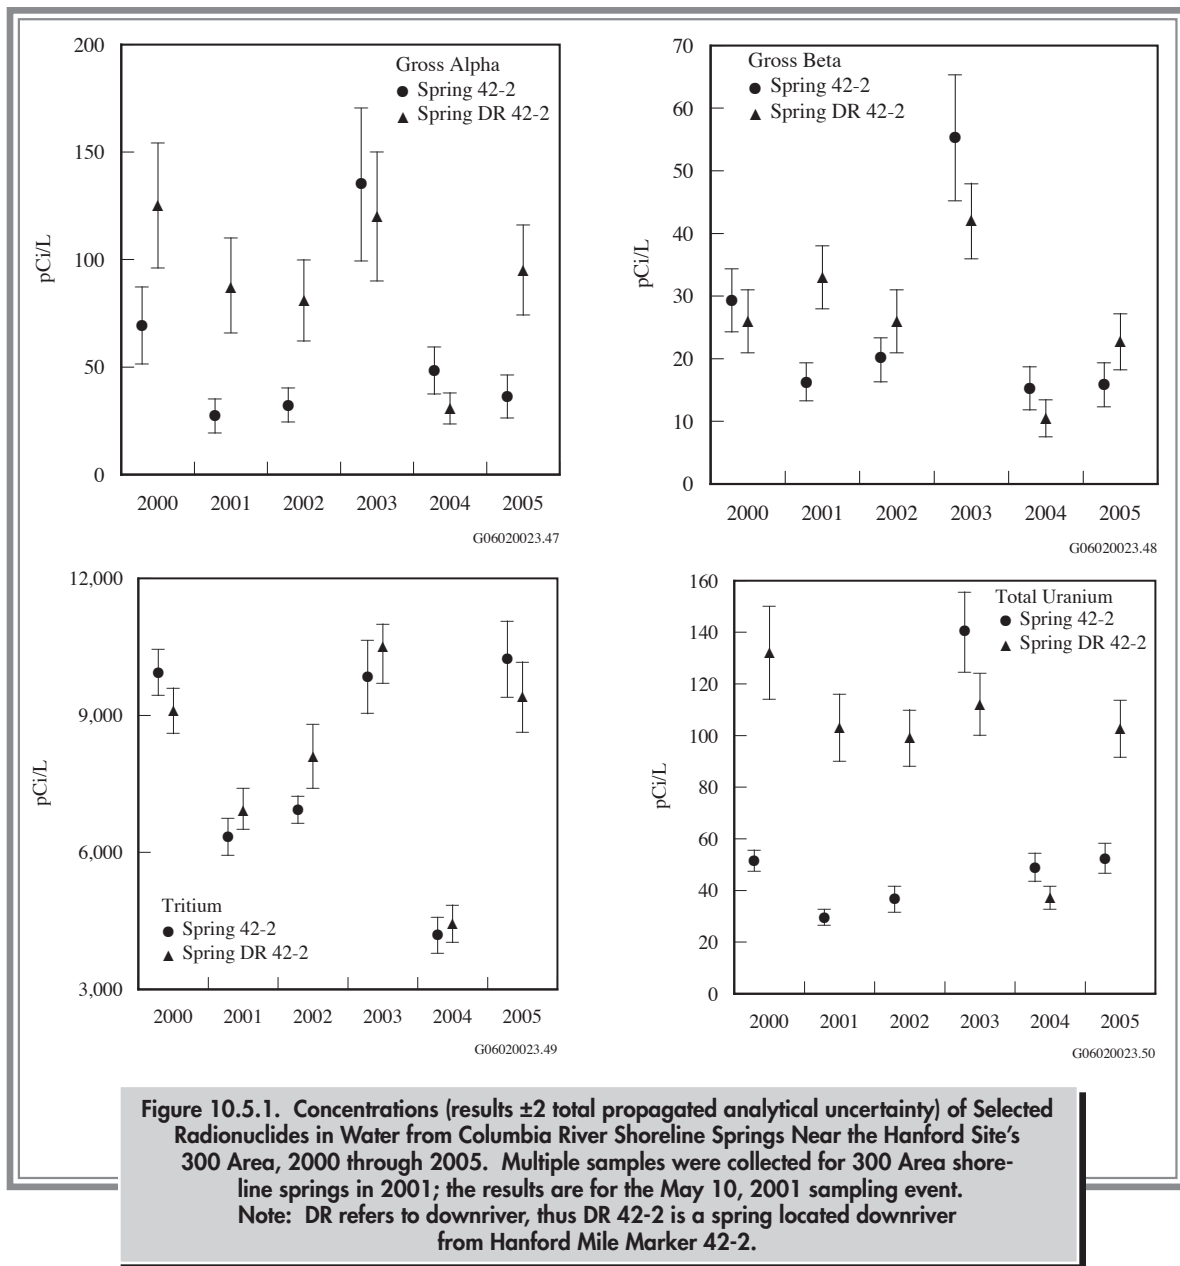 200
150
100
50
0
pCi/L
Gross Alpha
Spring 42-2
Spring DR 42-2
2000 2001 2002 2003 2004 2005
G06020023.47
70
60
50
40
30
20
10
0
pCi/L
Gross Beta
Spring 42-2
Spring DR 42-2
2000 2001 2002 2003 2004 2005
G06020023.48
12,000
9,000
6,000
3,000
pCi/L
Tritium
Spring 42-2
Spring DR 42-2
2000 2001 2002 2003 2004 2005
G06020023.49
160
140
120
100
80
60
40
20
0
pCi/L
Total Uranium
Spring 42-2
Spring DR 42-2
2000 2001 2002 2003 2004 2005
G06020023.50
Figure 10.5.1. Concentrations (results ±2 total propagated analytical uncertainty) of Selected
Radionuclides in Water from Columbia River Shoreline Springs Near the Hanford Site's
300 Area, 2000 through 2005. Multiple samples were collected for 300 Area shore-
line springs in 2001; the results are for the May 10, 2001 sampling event.
Note: DR refers to downriver, thus DR 42-2 is a spring located downriver
from Hanford Mile Marker 42-2.